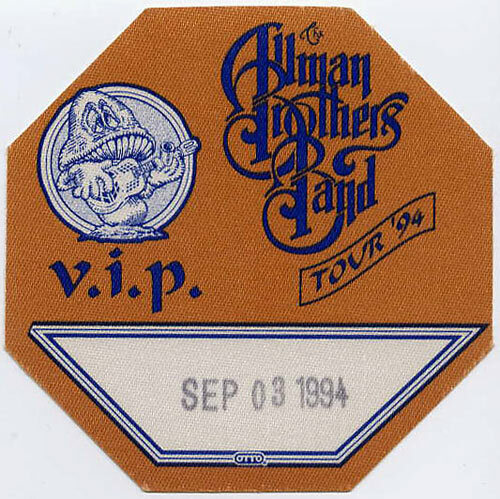 The
Allman
Brothers
Band
TOUR '94
v.i.p.
SEP 03 1994
OTTO